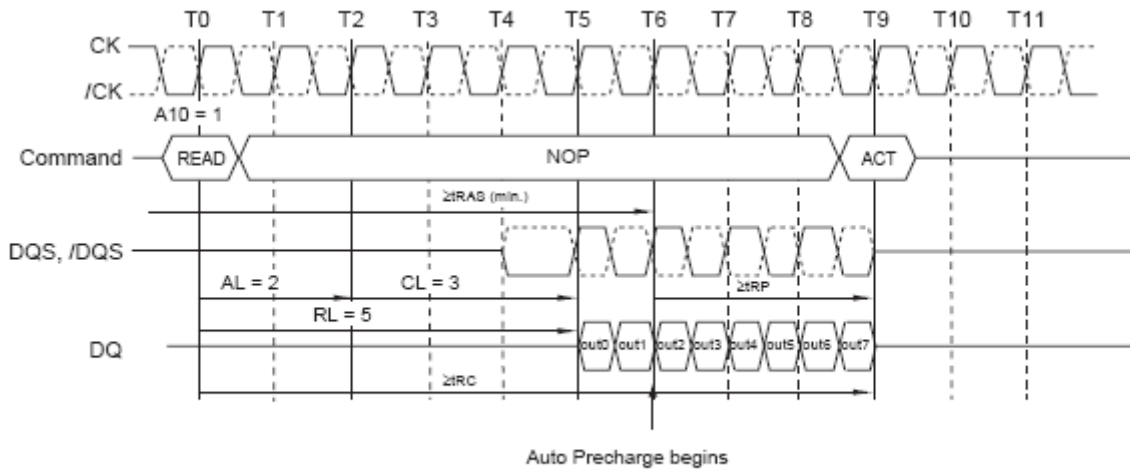 T0 T1 T2 T3 T4 T5 T6 T7 T8 T9 T10 T11
CK
/CK
A10 = 1
Command READ NOP ACT
≥tRAS (min.)
DQS, /DQS
AL = 2 CL = 3 ≥tRP
RL = 5
DQ out0 out1 out2 out3 out4 out5 out6 out7
≥tRC
Auto Precharge begins